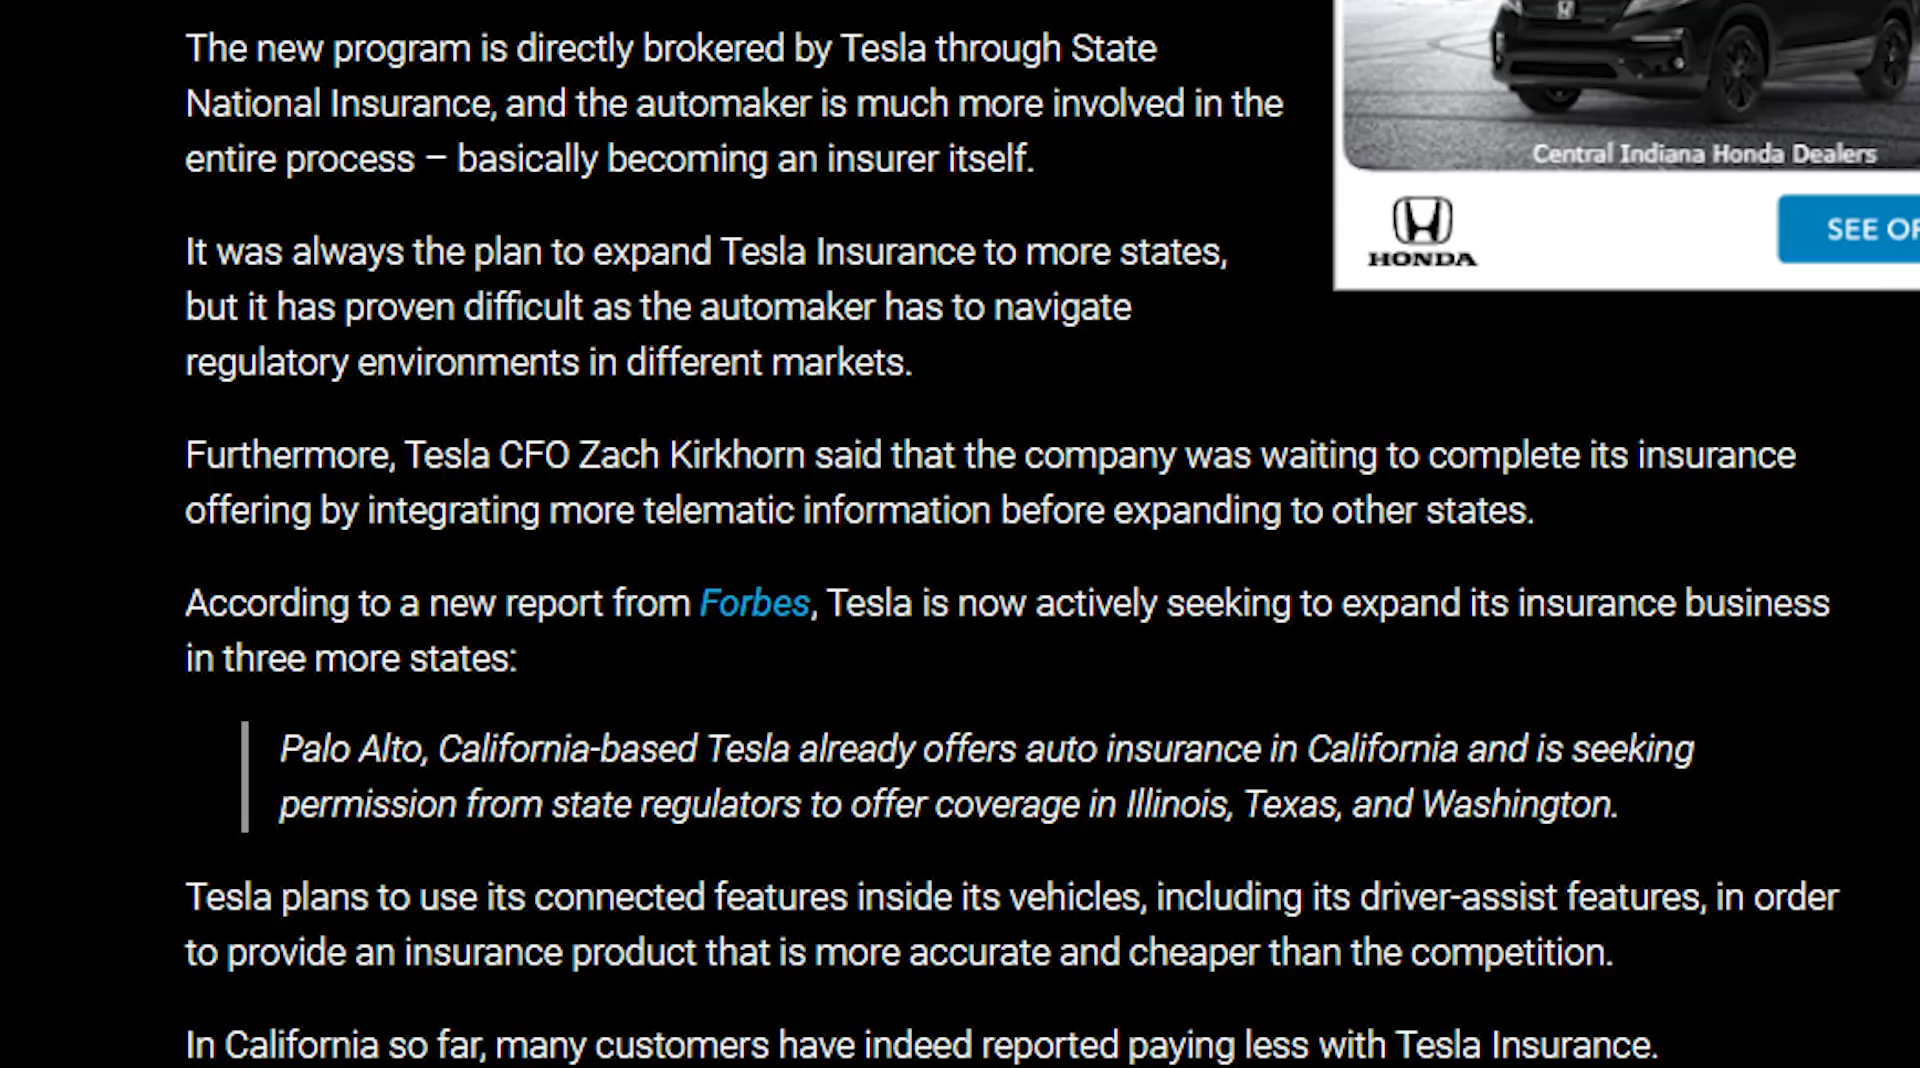 The new program is directly brokered by Tesla through State
National Insurance, and the automaker is much more involved in the
entire process – basically becoming an insurer itself.
It was always the plan to expand Tesla Insurance to more states,
but it has proven difficult as the automaker has to navigate
regulatory environments in different markets.
Furthermore, Tesla CFO Zach Kirkhorn said that the company was waiting to complete its insurance
offering by integrating more telematic information before expanding to other states.
According to a new report from Forbes, Tesla is now actively seeking to expand its insurance business
in three more states:
Palo Alto, California-based Tesla already offers auto insurance in California and is seeking
permission from state regulators to offer coverage in Illinois, Texas, and Washington.
Tesla plans to use its connected features inside its vehicles, including its driver-assist features, in order
to provide an insurance product that is more accurate and cheaper than the competition.
In California so far, many customers have indeed reported paying less with Tesla Insurance.
Central Indiana Honda Dealers
HONDA
SEE